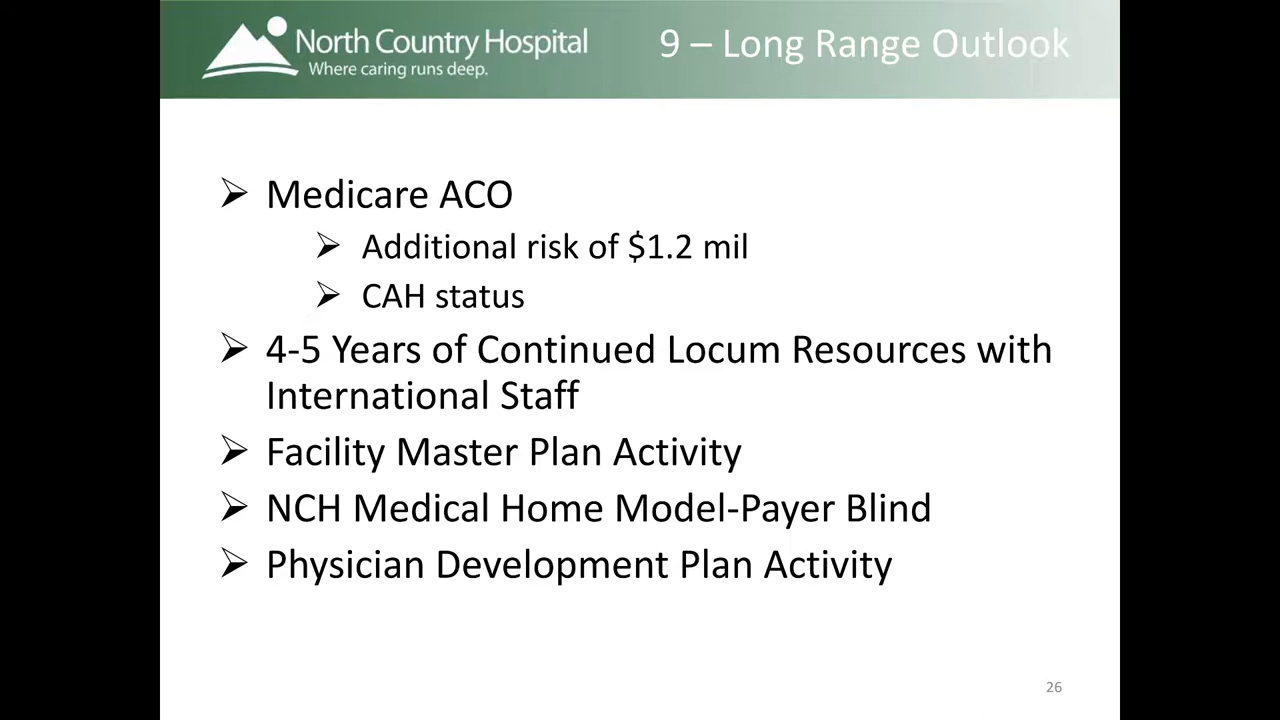 North Country Hospital
Where caring runs deep.
9 – Long Range Outlook
Medicare ACO
Additional risk of $1.2 mil
CAH status
4-5 Years of Continued Locum Resources with
International Staff
Facility Master Plan Activity
NCH Medical Home Model-Payer Blind
Physician Development Plan Activity
26